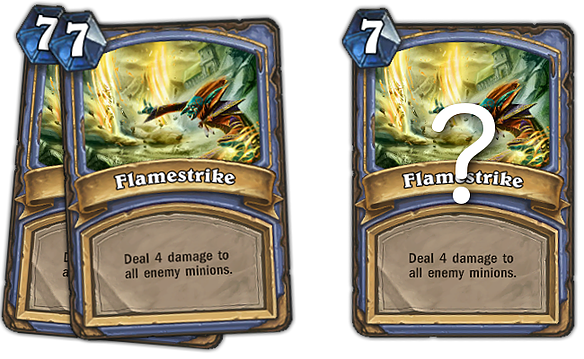 7
7
Flamestrike
Deal 4 damage to
all enemy minions.
7
?
Flamestrike
Deal 4 damage to
all enemy minions.